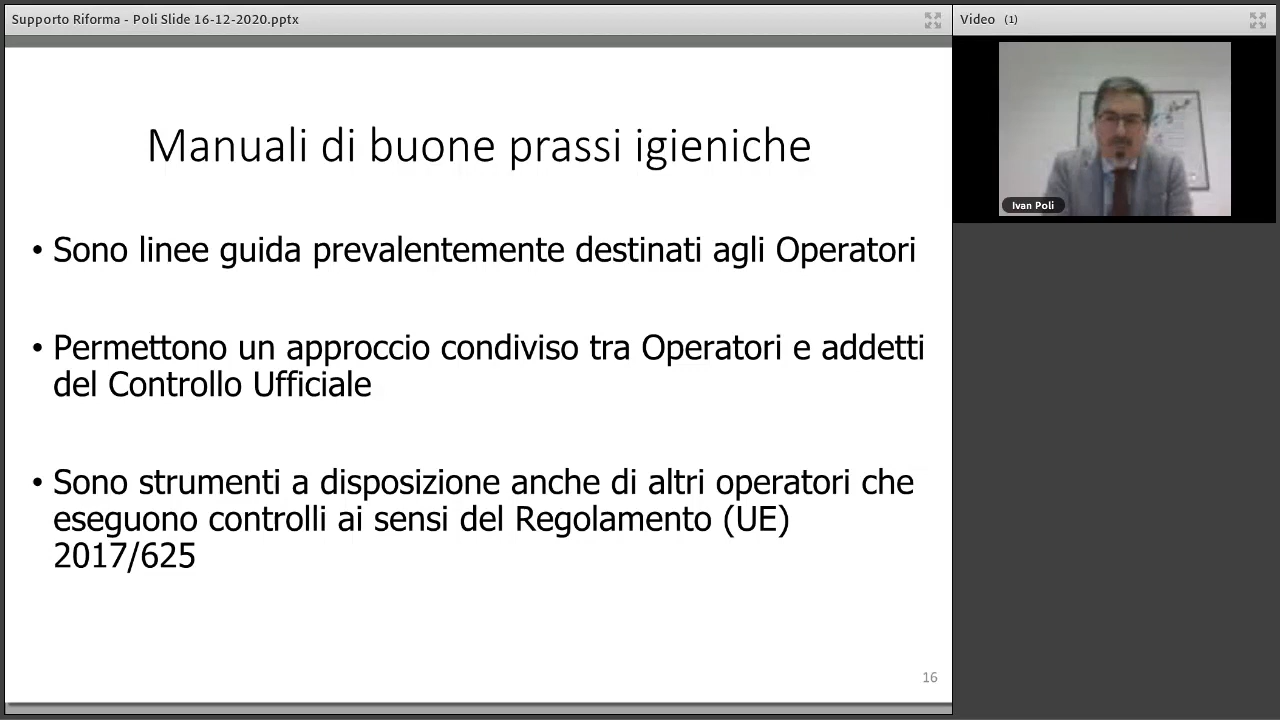 Supporto Riforma - Poli Slide 16-12-2020.pptx
Video (1)
Manuali di buone prassi igieniche
• Sono linee guida prevalentemente destinati agli Operatori
• Permettono un approccio condiviso tra Operatori e addetti
del Controllo Ufficiale
• Sono strumenti a disposizione anche di altri operatori che
eseguono controlli ai sensi del Regolamento (UE)
2017/625
16
Ivan Poli